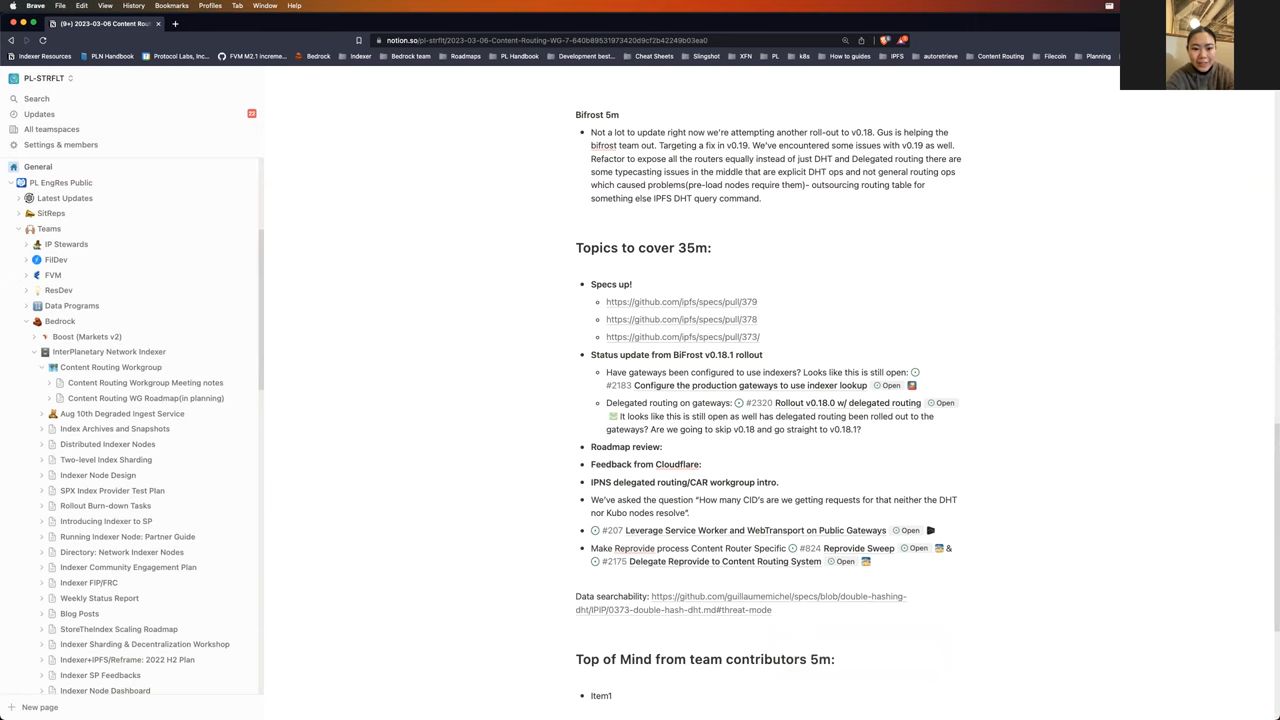 Brave File Edit View History Bookmarks Profiles Tab Window Help
(9+) 2023-03-06 Content Rou
notion.so/pl-strflt/2023-03-06-Content-Routing-WG-7-640b89531973420d9cf2b42249b03ea0
Indexer Resources PLN Handbook Protocol Labs, Inc... FVM M2.1 increme... Bedrock Indexer Bedrock team Roadmaps PL Handbook Development best... Cheat Sheets Slingshot XFN PL k8s How to guides IPFS autoretrieve Content Routing Filecoin Planning
PL-STRFLT
Search
Updates 22
All teamspaces
Settings & members
General
PL EngRes Public
Latest Updates
SitReps
Teams
IP Stewards
FilDev
FVM
ResDev
Data Programs
Bedrock
Boost (Markets v2)
InterPlanetary Network Indexer
Content Routing Workgroup
Content Routing Workgroup Meeting notes
Content Routing WG Roadmap(in planning)
Aug 10th Degraded Ingest Service
Index Archives and Snapshots
Distributed Indexer Nodes
Two-level Index Sharding
Indexer Node Design
SPX Index Provider Test Plan
Rollout Burn-down Tasks
Introducing Indexer to SP
Running Indexer Node: Partner Guide
Directory: Network Indexer Nodes
Indexer Community Engagement Plan
Indexer FIP/FRC
Weekly Status Report
Blog Posts
StoreTheIndex Scaling Roadmap
Indexer Sharding & Decentralization Workshop
Indexer+IPFS/Reframe: 2022 H2 Plan
Indexer SP Feedbacks
Indexer Node Dashboard
New page
Bifrost 5m
Not a lot to update right now we're attempting another roll-out to v0.18. Gus is helping the
bifrost team out. Targeting a fix in v0.19. We've encountered some issues with v0.19 as well.
Refactor to expose all the routers equally instead of just DHT and Delegated routing there are
some typecasting issues in the middle that are explicit DHT ops and not general routing ops
which caused problems(pre-load nodes require them)- outsourcing routing table for
something else IPFS DHT query command.
Topics to cover 35m:
Specs up!
https://github.com/ipfs/specs/pull/379
https://github.com/ipfs/specs/pull/378
https://github.com/ipfs/specs/pull/373/
Status update from BiFrost v0.18.1 rollout
Have gateways been configured to use indexers? Looks like this is still open:
#2183 Configure the production gateways to use indexer lookup Open
Delegated routing on gateways: #2320 Rollout v0.18.0 w/ delegated routing Open
It looks like this is still open as well has delegated routing been rolled out to the
gateways? Are we going to skip v0.18 and go straight to v0.18.1?
Roadmap review:
Feedback from Cloudflare:
IPNS delegated routing/CAR workgroup intro.
We've asked the question "How many CID's are we getting requests for that neither the DHT
nor Kubo nodes resolve".
#207 Leverage Service Worker and WebTransport on Public Gateways Open
Make Reprovide process Content Router Specific #824 Reprovide Sweep Open &
#2175 Delegate Reprovide to Content Routing System Open
Data searchability: https://github.com/guillaumemichel/specs/blob/double-hashing-
dht/IPIP/0373-double-hash-dht.md#threat-mode
Top of Mind from team contributors 5m:
Item1